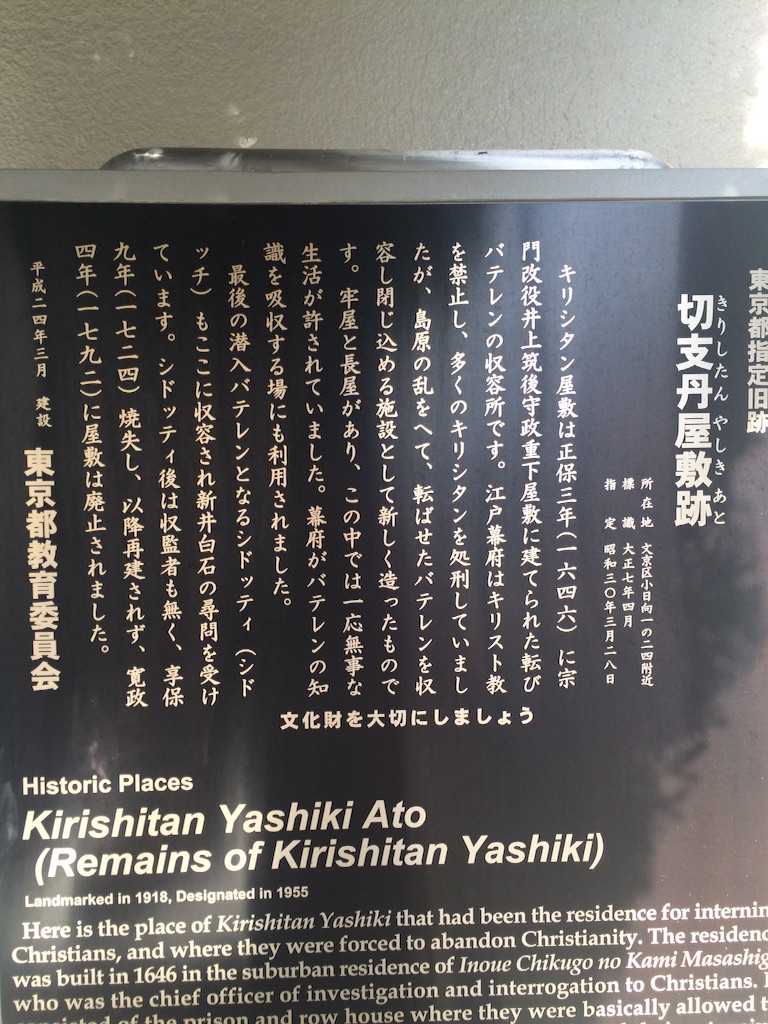 東京都指定旧跡
切支丹屋敷跡
きりしたん やしき あと
所在地 文京区小日向一の二四附近
標識 大正七年四月
指定 昭和三〇年三月二八日
キリシタン屋敷は正保三年(一六四六)に宗
門改役井上筑後守政重下屋敷に建てられた転び
バテレンの収容所です。江戸幕府はキリスト教
を禁止し、多くのキリシタンを処刑していまし
たが、島原の乱をへて、転ばせたバテレンを収
容し閉じ込める施設として新しく造ったもので
す。牢屋と長屋があり、この中では一応無事な
生活が許されていました。幕府がバテレンの知
識を吸収する場にも利用されました。
最後の潜入バテレンとなるシドッティ(シド
ッチ)もここに収容され新井白石の尋問を受け
ています。シドッティ後は収監者も無く、享保
九年(一七二四)焼失し、以降再建されず、寛政
四年(一七九二)に屋敷は廃止されました。
平成二四年三月 建設
東京都教育委員会
文化財を大切にしましょう
Historic Places
Kirishitan Yashiki Ato
(Remains of Kirishitan Yashiki)
Landmarked in 1918, Designated in 1955
Here is the place of Kirishitan Yashiki that had been the residence for internin
Christians, and where they were forced to abandon Christianity. The residenc
was built in 1646 in the suburban residence of Inoue Chikugo no Kami Masashig
who was the chief officer of investigation and interrogation to Christians.
consisted of the prison and row house where they were basically allowed t